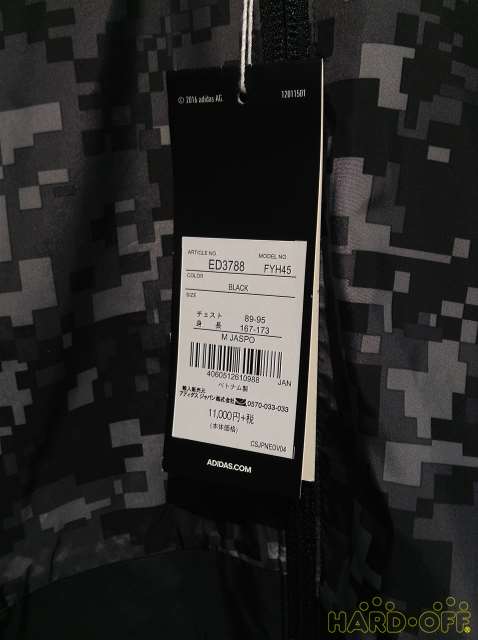 © 2016 adidas AG
12011501
ARTICLE NO.
MODEL NO
ED3788
FYH45
COLOR
BLACK
SIZE
チェスト 89-95
身 長 167-173
M JASPO
4060512610988 JAN
ベトナム製
輸入販売元
アディダス ジャパン株式会社 0570-033-033
11,000円+税
(本体価格)
CSJPNEOV04
ADIDAS.COM
HARD-OFF